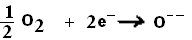 1/2 O₂ + 2e⁻ ⟶ O⁻⁻